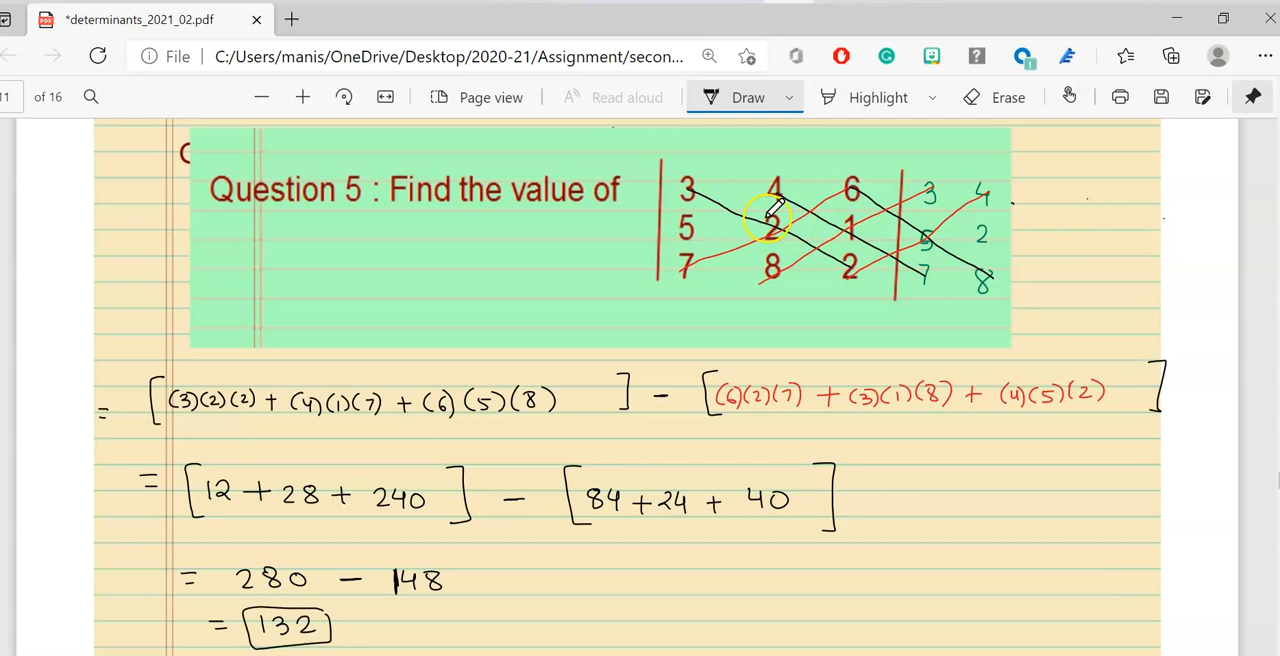 *determinants_2021_02.pdf
File C:/Users/manis/OneDrive/Desktop/2020-21/Assignment/secon...
11 of 16 Page view Read aloud Draw Highlight Erase
Question 5 : Find the value of
3 4 6 3 4
5 2 1 5 2
7 8 2 7 8
= [(3)(2)(2) + (4)(1)(7) + (6)(5)(8)] - [(6)(2)(7) + (3)(1)(8) + (4)(5)(2)]
= [12 + 28 + 240] - [84 + 24 + 40]
= 280 - 148
= 132